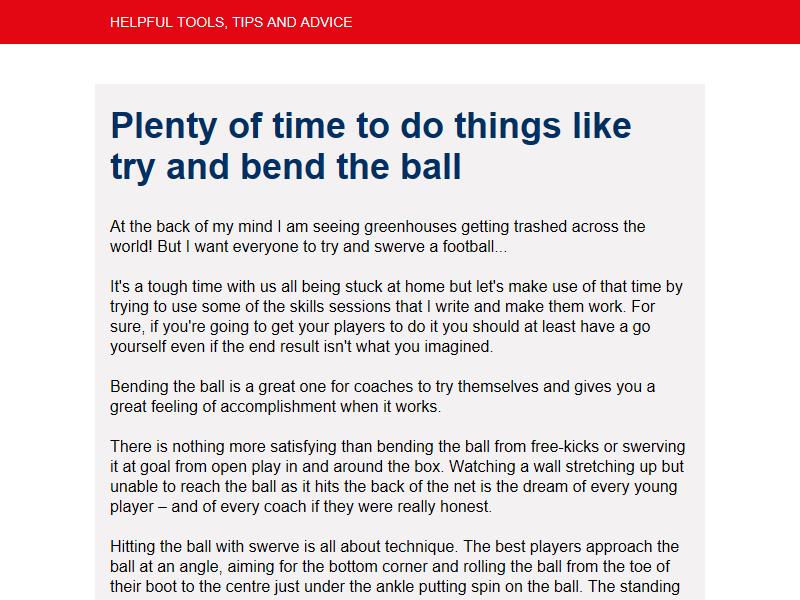 HELPFUL TOOLS, TIPS AND ADVICE
Plenty of time to do things like
try and bend the ball
At the back of my mind I am seeing greenhouses getting trashed across the
world! But I want everyone to try and swerve a football...
It's a tough time with us all being stuck at home but let's make use of that time by
trying to use some of the skills sessions that I write and make them work. For
sure, if you're going to get your players to do it you should at least have a go
yourself even if the end result isn't what you imagined.
Bending the ball is a great one for coaches to try themselves and gives you a
great feeling of accomplishment when it works.
There is nothing more satisfying than bending the ball from free-kicks or swerving
it at goal from open play in and around the box. Watching a wall stretching up but
unable to reach the ball as it hits the back of the net is the dream of every young
player – and of every coach if they were really honest.
Hitting the ball with swerve is all about technique. The best players approach the
ball at an angle, aiming for the bottom corner and rolling the ball from the toe of
their boot to the centre just under the ankle putting spin on the ball. The standing